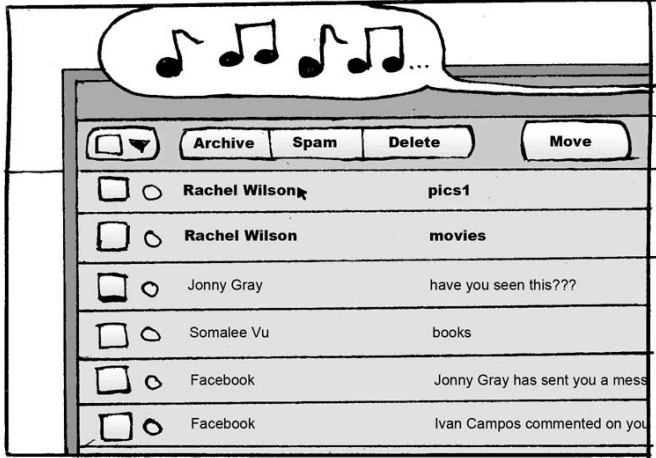 ...
Archive Spam Delete Move
Rachel Wilson pics1
Rachel Wilson movies
Jonny Gray have you seen this???
Somalee Vu books
Facebook Jonny Gray has sent you a mess
Facebook Ivan Campos commented on you